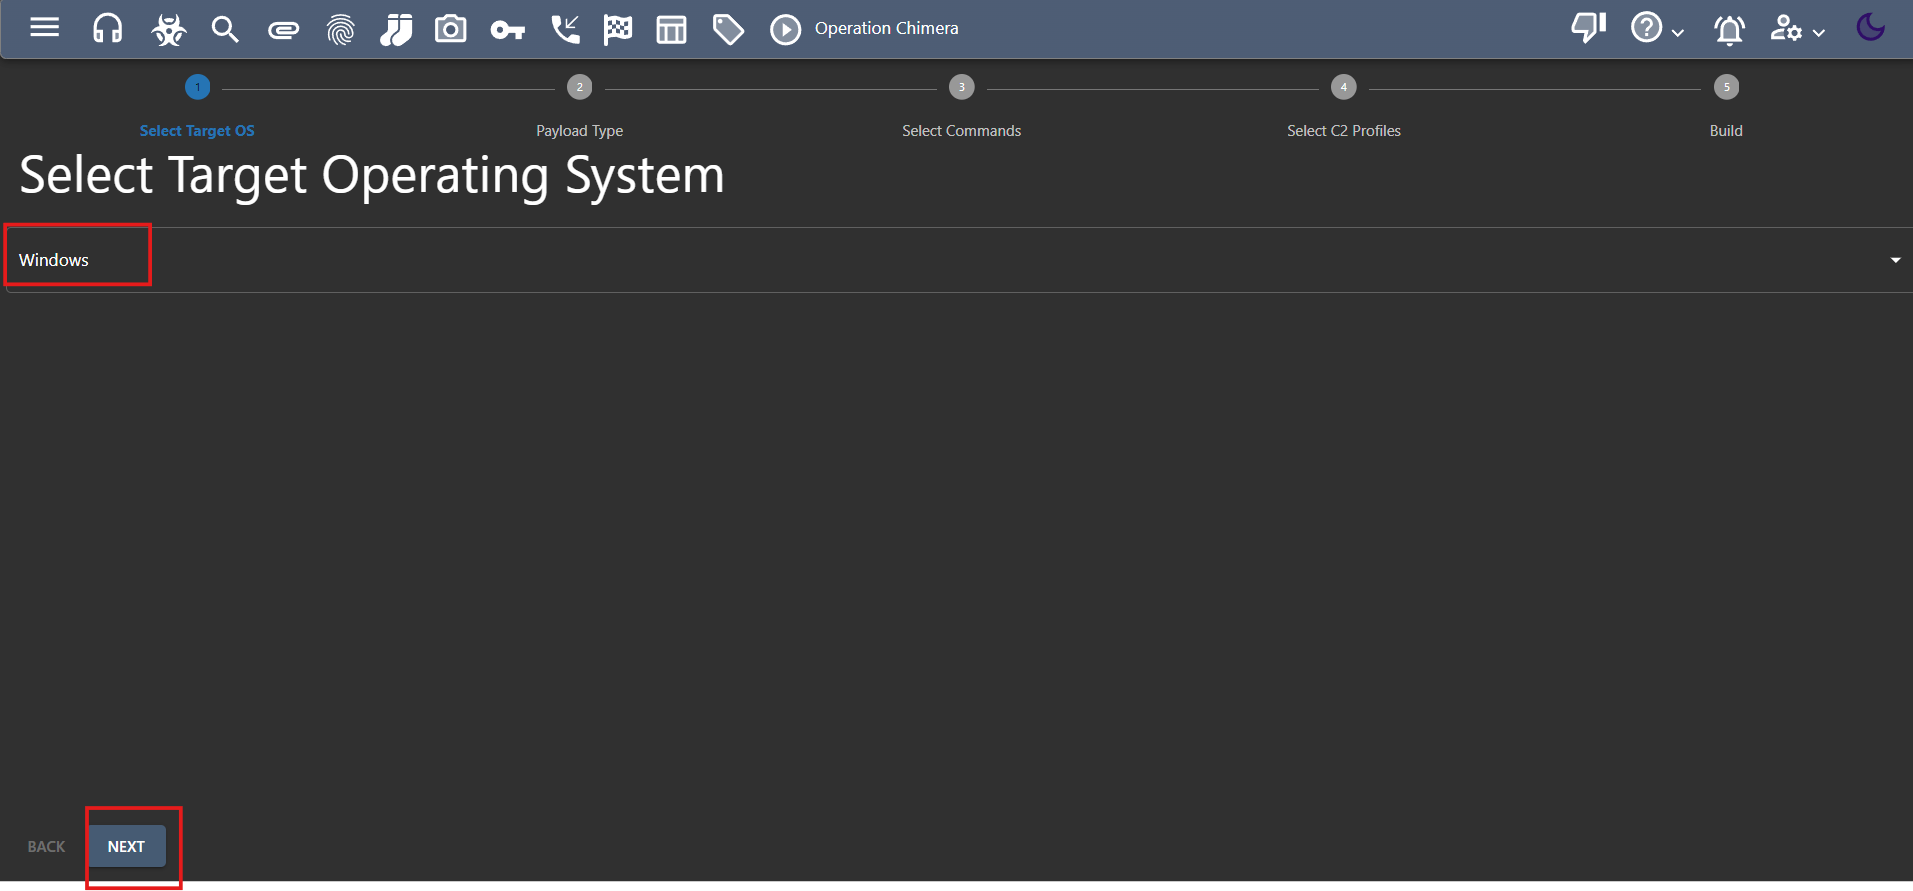 Operation Chimera
1
2
3
4
5
Select Target OS
Payload Type
Select Commands
Select C2 Profiles
Build
Select Target Operating System
Windows
BACK
NEXT